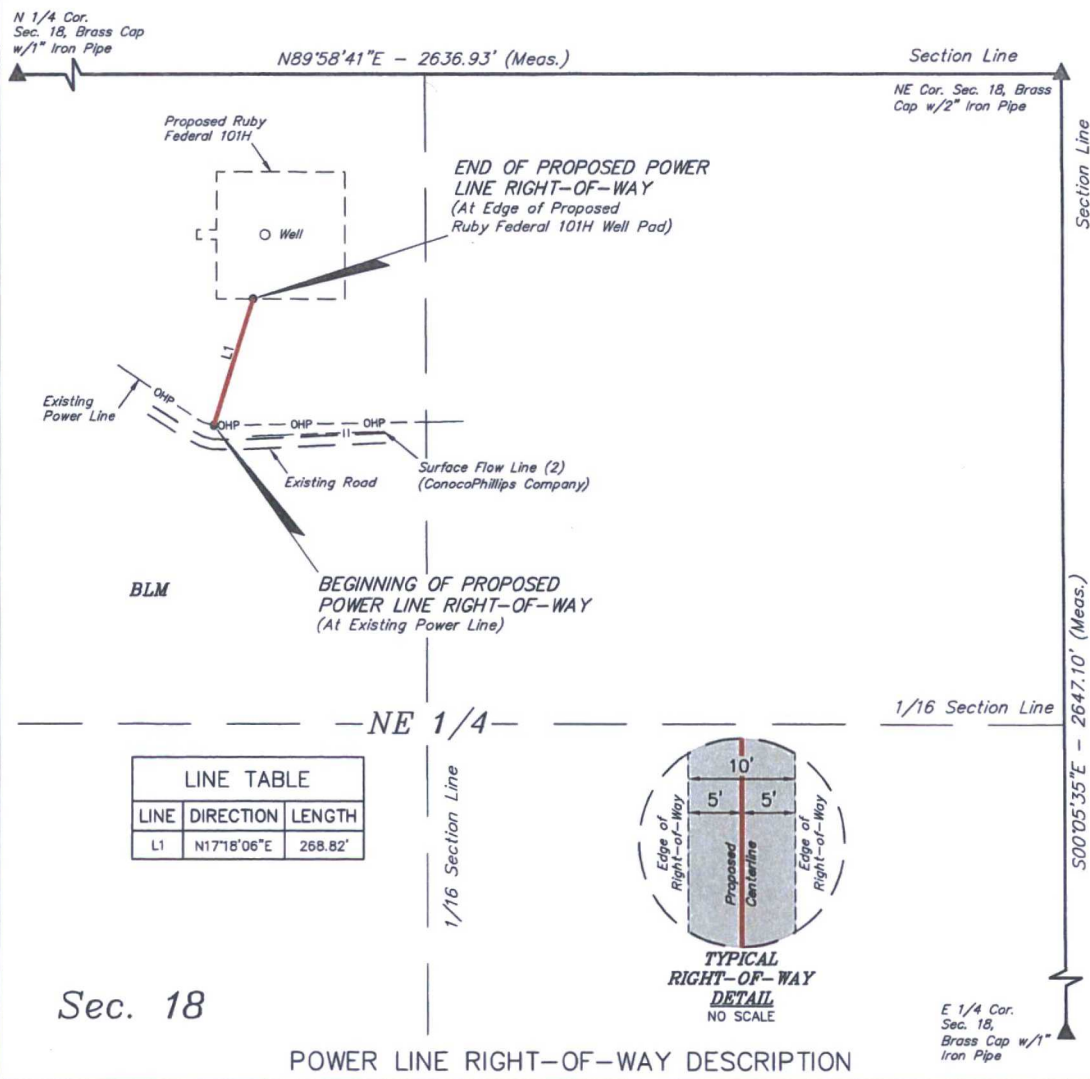 N 1/4 Cor.
Sec. 18, Brass Cap
w/1" Iron Pipe
N89°58'41"E - 2636.93' (Meas.)
Section Line
NE Cor. Sec. 18, Brass
Cap w/2" Iron Pipe
Section Line
Proposed Ruby
Federal 101H
Well
END OF PROPOSED POWER
LINE RIGHT-OF-WAY
(At Edge of Proposed
Ruby Federal 101H Well Pad)
L1
Existing
Power Line
OHP
OHP
OHP
OHP
Existing Road
Surface Flow Line (2)
(ConocoPhillips Company)
BLM
BEGINNING OF PROPOSED
POWER LINE RIGHT-OF-WAY
(At Existing Power Line)
S00°05'35"E - 2647.10' (Meas.)
1/16 Section Line
NE 1/4
LINE TABLE
LINE DIRECTION LENGTH
L1 N17°18'06"E 268.82'
1/16 Section Line
10'
5' 5'
Edge of
Right-of-Way
Proposed
Centerline
Edge of
Right-of-Way
TYPICAL
RIGHT-OF-WAY
DETAIL
NO SCALE
Sec. 18
E 1/4 Cor.
Sec. 18,
Brass Cap w/1"
Iron Pipe
POWER LINE RIGHT-OF-WAY DESCRIPTION